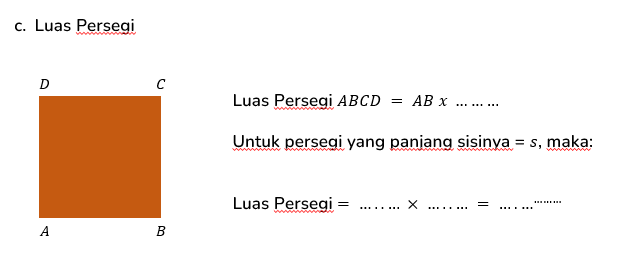 c. Luas Persegi
D C
Luas Persegi ABCD = AB x ... ... ...
Untuk persegi yang panjang sisinya = s, maka:
Luas Persegi = ... . . ... × ... . . ... = ... . ............
A B